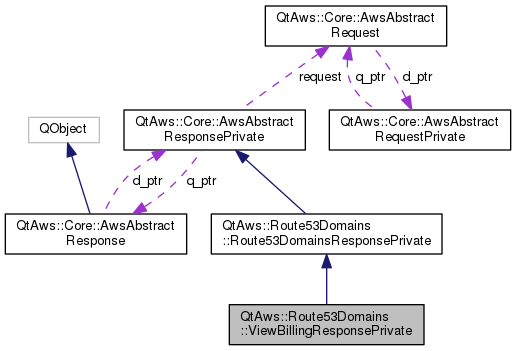 QtAws::Core::AwsAbstract
Request
request
q_ptr
d_ptr
QObject
QtAws::Core::AwsAbstract
ResponsePrivate
QtAws::Core::AwsAbstract
RequestPrivate
d_ptr
q_ptr
QtAws::Core::AwsAbstract
Response
QtAws::Route53Domains
::Route53DomainsResponsePrivate
QtAws::Route53Domains
::ViewBillingResponsePrivate